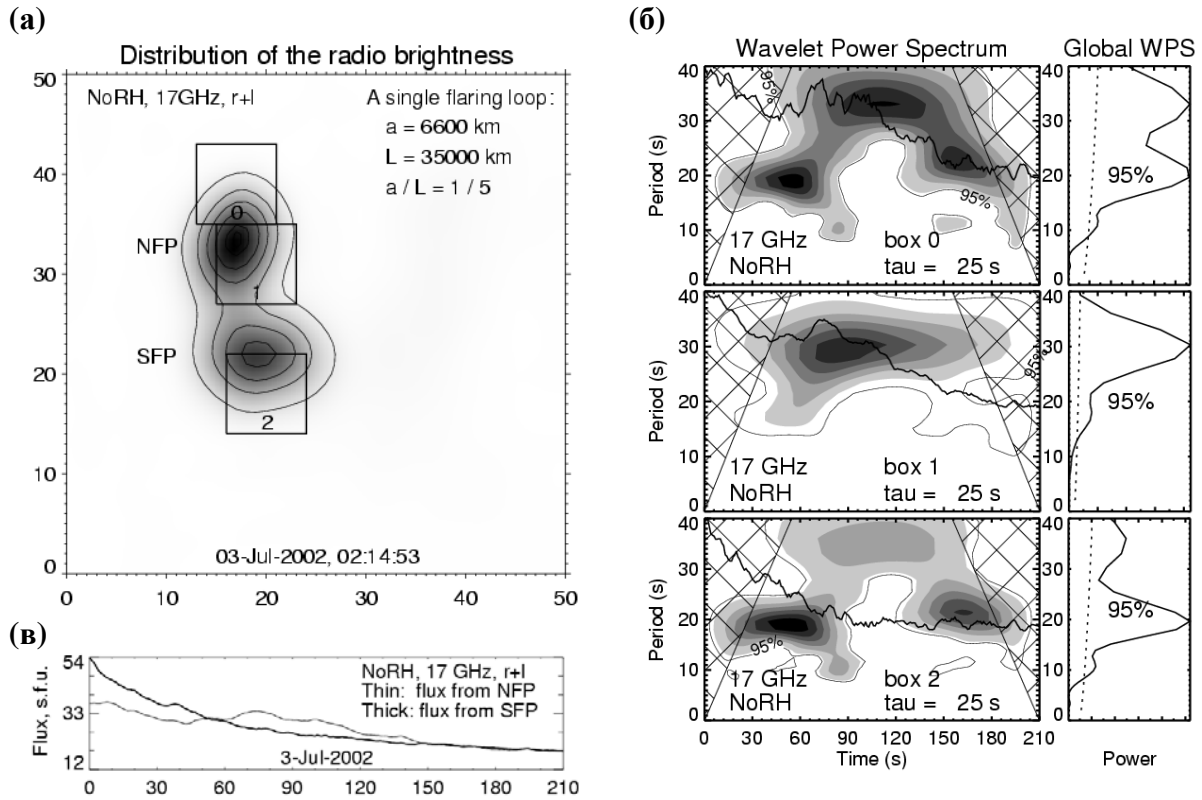 (а)
Distribution of the radio brightness
50
40
30
20
10
0
NoRH, 17GHz, r+l
A single flaring loop:
a = 6600 km
L = 35000 km
a / L = 1 / 5
0
NFP
1
SFP
2
03-Jul-2002, 02:14:53
0 10 20 30 40 50
(в)
Flux, s.f.u.
54
33
12
NoRH, 17 GHz, r+l
Thin: flux from NFP
Thick: flux from SFP
3-Jul-2002
0 30 60 90 120 150 180 210
(б)
Wavelet Power Spectrum
Global WPS
Period (s)
40
30
20
10
0
95%
95%
17 GHz
NoRH
box 0
tau = 25 s
40
30
20
10
0
95%
Period (s)
40
30
20
10
0
95%
17 GHz
NoRH
box 1
tau = 25 s
40
30
20
10
0
95%
Period (s)
40
30
20
10
0
95%
17 GHz
NoRH
box 2
tau = 25 s
40
30
20
10
0
95%
0 30 60 90 120 150 180 210
Time (s)
Power